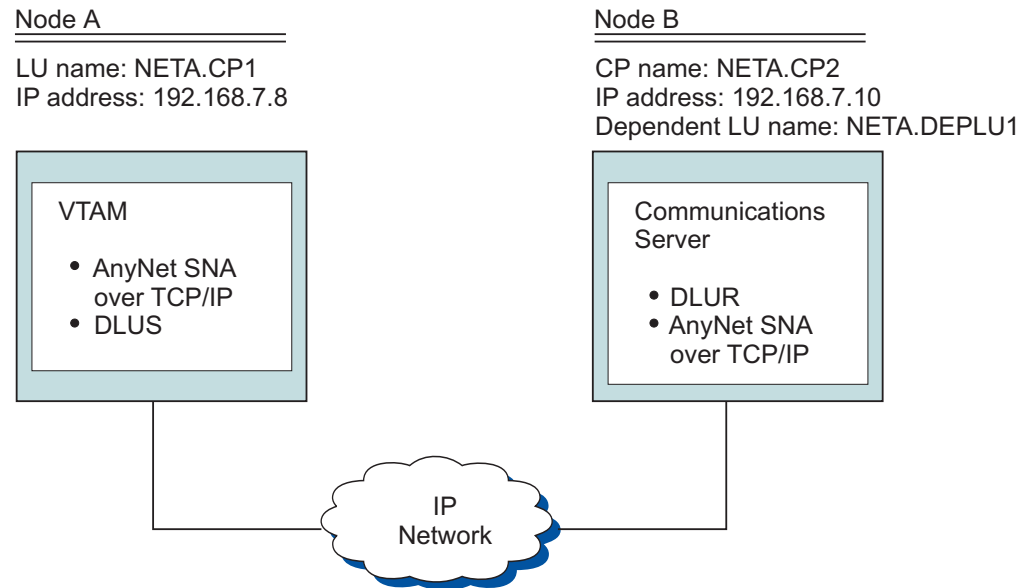 Node A
LU name: NETA.CP1
IP address: 192.168.7.8
VTAM
• AnyNet SNA
over TCP/IP
• DLUS
Node B
CP name: NETA.CP2
IP address: 192.168.7.10
Dependent LU name: NETA.DEPLU1
Communications
Server
• DLUR
• AnyNet SNA
over TCP/IP
IP
Network